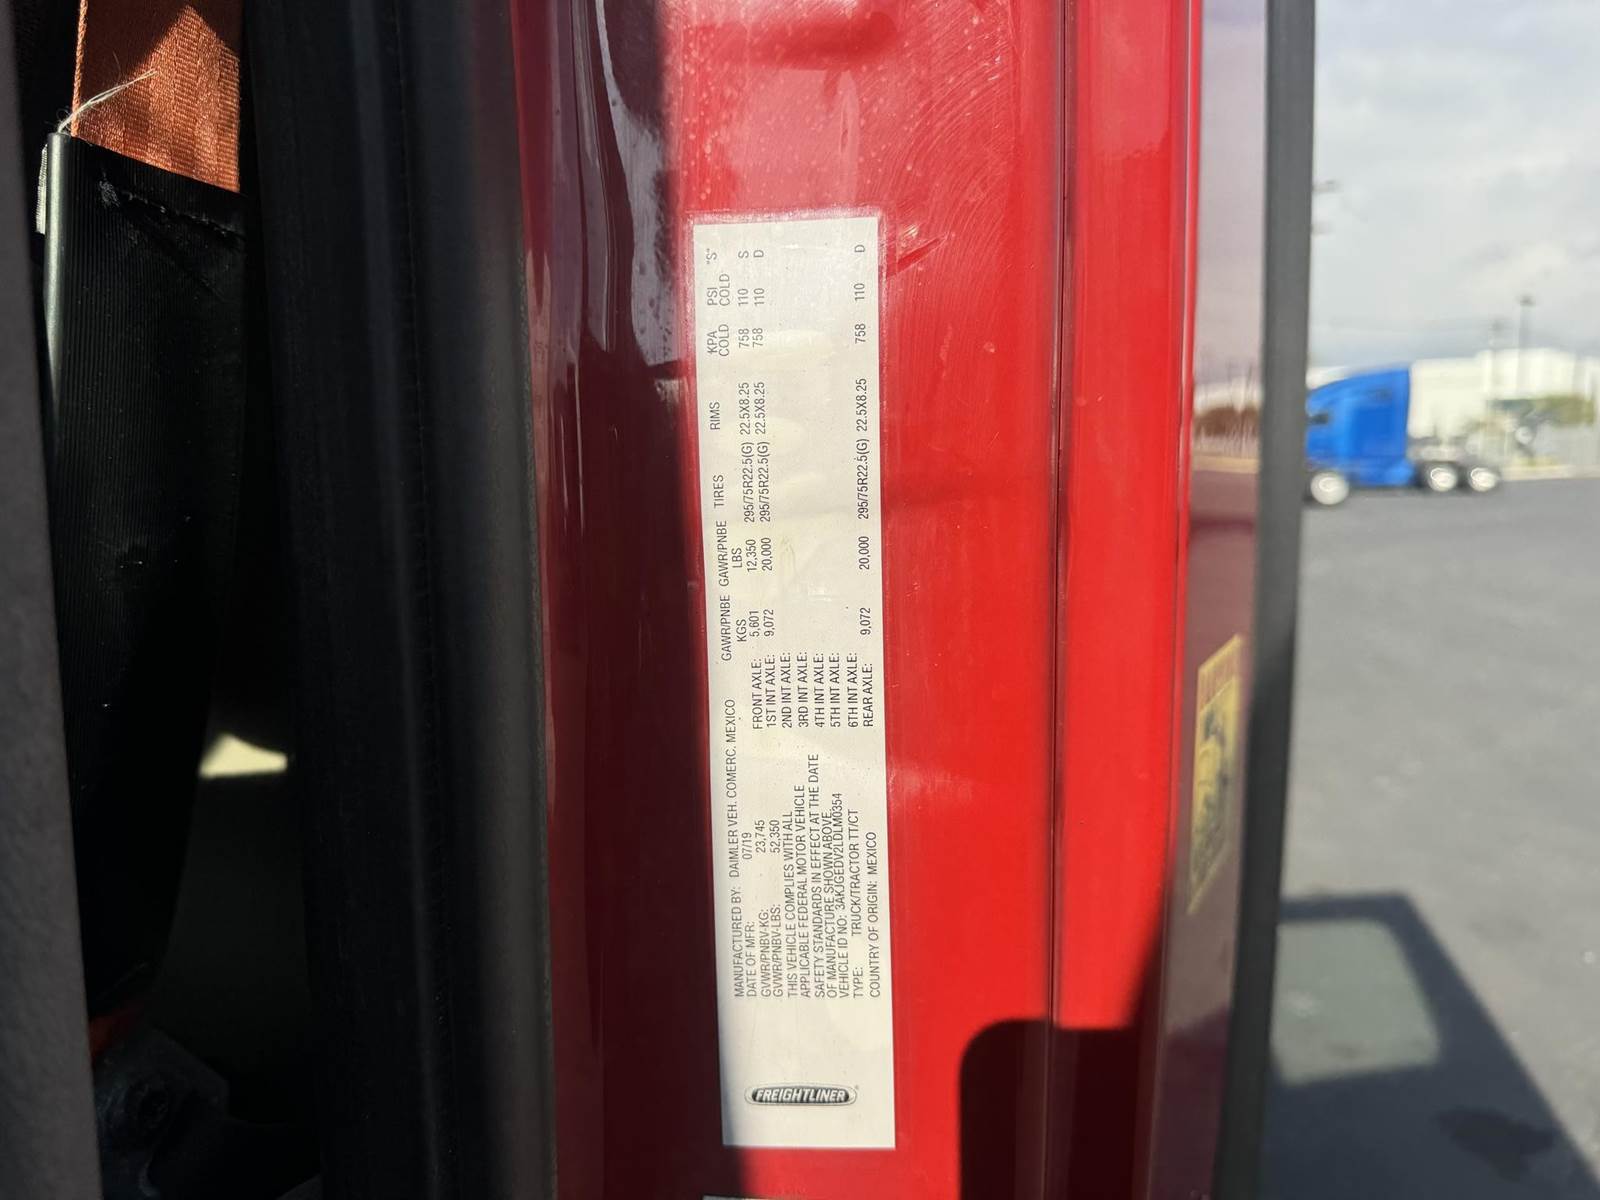 FREIGHTLINER
MANUFACTURED BY: DAIMLER VEH. COMERC. MEXICO
DATE OF MFR: 07/19
GVWR/PNBV-KG: 23,745
GVWR/PNBV-LBS: 52,350
THIS VEHICLE COMPLIES WITH ALL
APPLICABLE FEDERAL MOTOR VEHICLE
SAFETY STANDARDS IN EFFECT AT THE DATE
OF MANUFACTURE SHOWN ABOVE.
VEHICLE ID NO: 3AKJGEDV2LDLM0354
TYPE: TRUCK/TRACTOR TT/CT
COUNTRY OF ORIGIN: MEXICO
GAWR/PNBE GAWR/PNBE TIRES RIMS KPA PSI "S"
KGS LBS COLD COLD
FRONT AXLE: 5,601 12,350 295/75R22.5(G) 22.5X8.25 758 110 S
1ST INT AXLE: 9,072 20,000 295/75R22.5(G) 22.5X8.25 758 110 D
2ND INT AXLE:
3RD INT AXLE:
4TH INT AXLE:
5TH INT AXLE:
6TH INT AXLE:
REAR AXLE: 9,072 20,000 295/75R22.5(G) 22.5X8.25 758 110 D